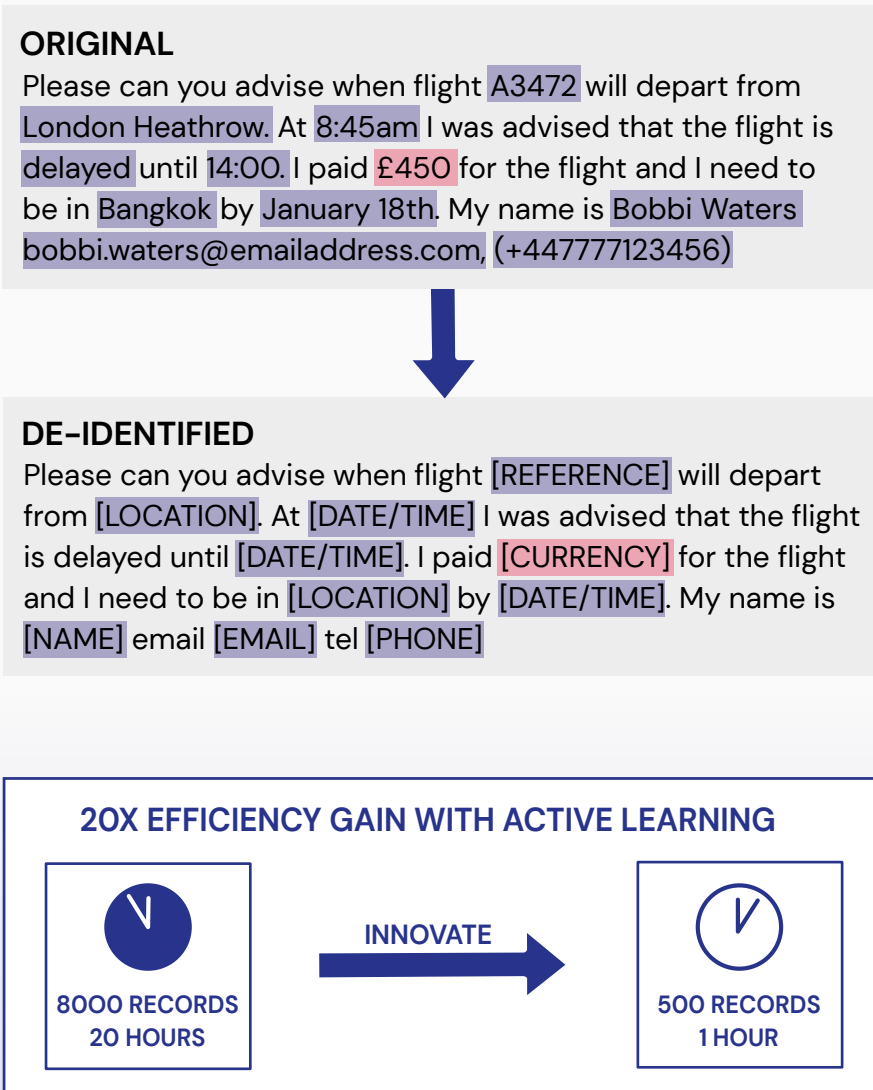 ORIGINAL
Please can you advise when flight A3472 will depart from
London Heathrow. At 8:45am I was advised that the flight is
delayed until 14:00. I paid £450 for the flight and I need to
be in Bangkok by January 18th. My name is Bobbi Waters
bobbi.waters@emailaddress.com, (+447777123456)
DE-IDENTIFIED
Please can you advise when flight [REFERENCE] will depart
from [LOCATION]. At [DATE/TIME] I was advised that the flight
is delayed until [DATE/TIME]. I paid [CURRENCY] for the flight
and I need to be in [LOCATION] by [DATE/TIME]. My name is
[NAME] email [EMAIL] tel [PHONE]
20X EFFICIENCY GAIN WITH ACTIVE LEARNING
8000 RECORDS
20 HOURS
INNOVATE
500 RECORDS
1 HOUR